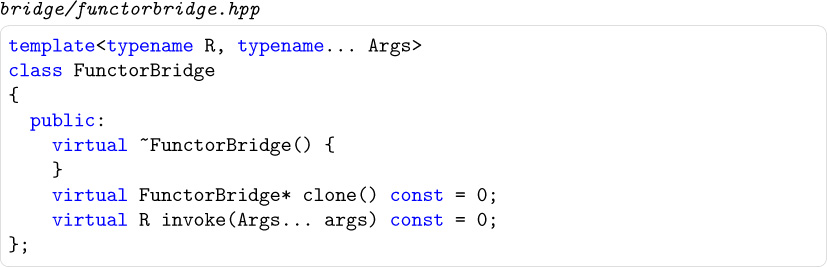 bridge/functorbridge.hpp
template<typename R, typename... Args>
class FunctorBridge
{
  public:
    virtual ~FunctorBridge() {
    }
    virtual FunctorBridge* clone() const = 0;
    virtual R invoke(Args... args) const = 0;
};